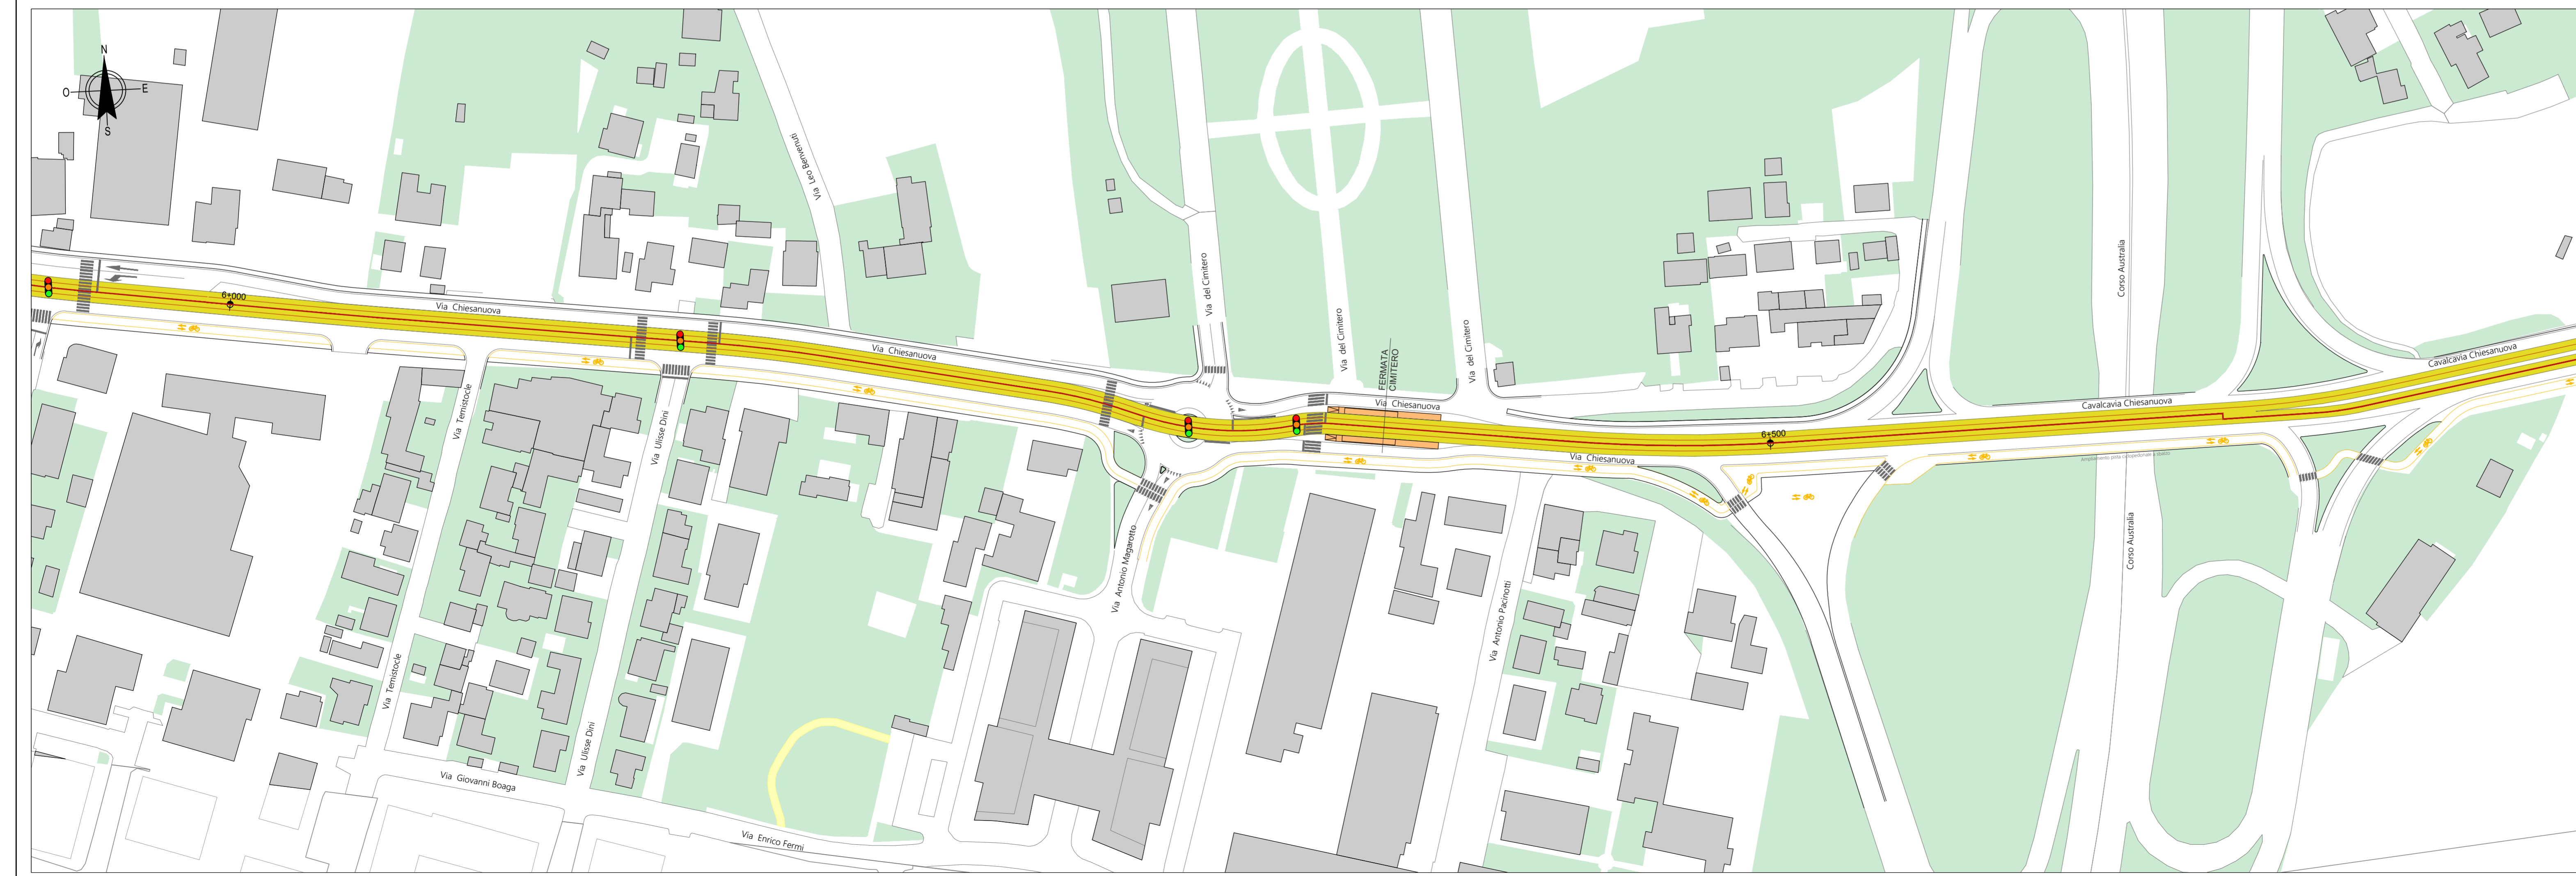 N
O
E
S
6+000
Via Chiesanuova
Via Leo Benvenuti
Via Chiesanuova
Via del Cimitero
Via del Cimitero
Via del Cimitero
FERMATA
CIMITERO
Via Chiesanuova
Via Chiesanuova
6+500
Cavalcavia Chiesanuova
Cavalcavia Chiesanuova
Corso Australia
Corso Australia
Via Temistocle
Via Ulisse Dini
Via Antonio Magarotto
Via Antonio Pacinotti
Via Temistocle
Via Ulisse Dini
Via Giovanni Boaga
Via Enrico Fermi